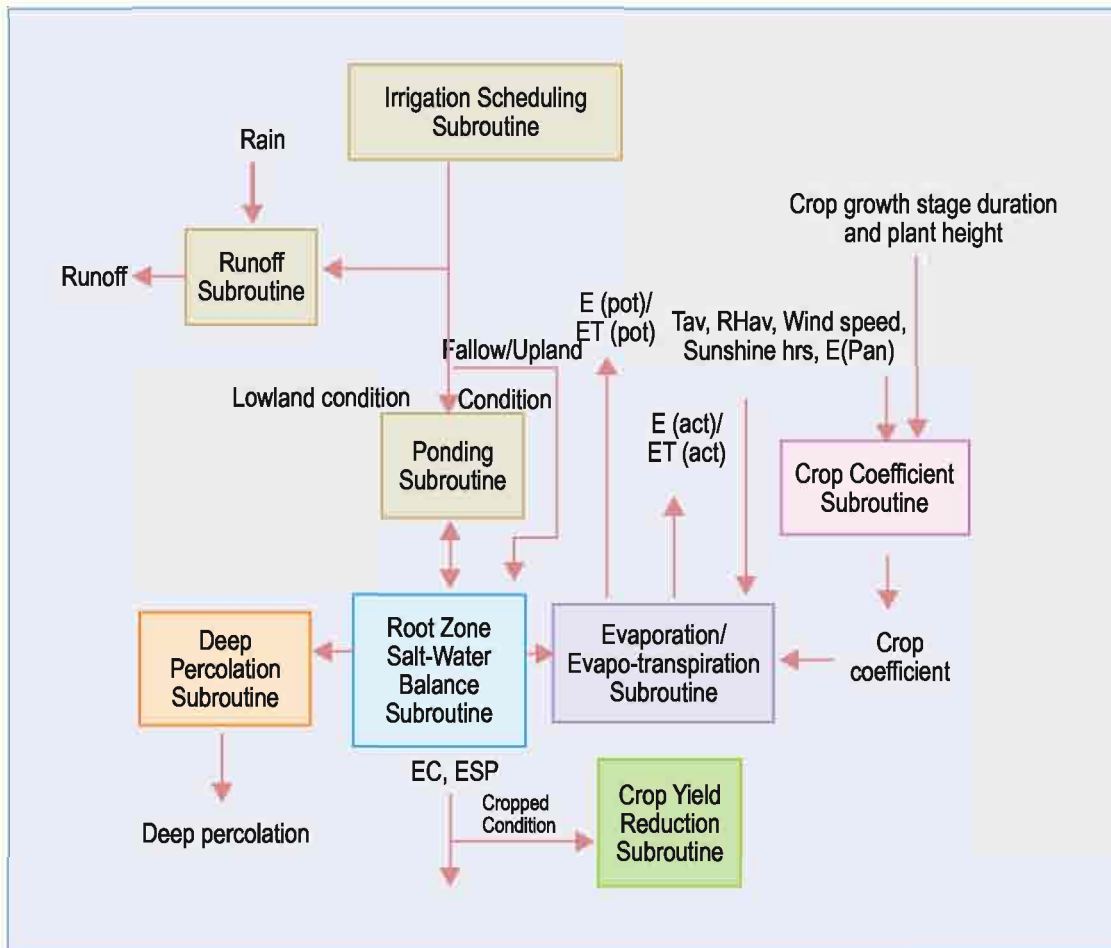 Irrigation Scheduling
Subroutine
Rain
Crop growth stage duration
and plant height
Runoff
Runoff
Subroutine
E (pot)/
ET (pot)
Tav, RHav, Wind speed,
Sunshine hrs, E(Pan)
Fallow/Upland
Lowland condition
Condition
E (act)/
ET (act)
Ponding
Subroutine
Crop Coefficient
Subroutine
Deep
Percolation
Subroutine
Root Zone
Salt-Water
Balance
Subroutine
Evaporation/
Evapo-transpiration
Subroutine
Crop
coefficient
EC, ESP
Cropped
Condition
Crop Yield
Reduction
Subroutine
Deep percolation